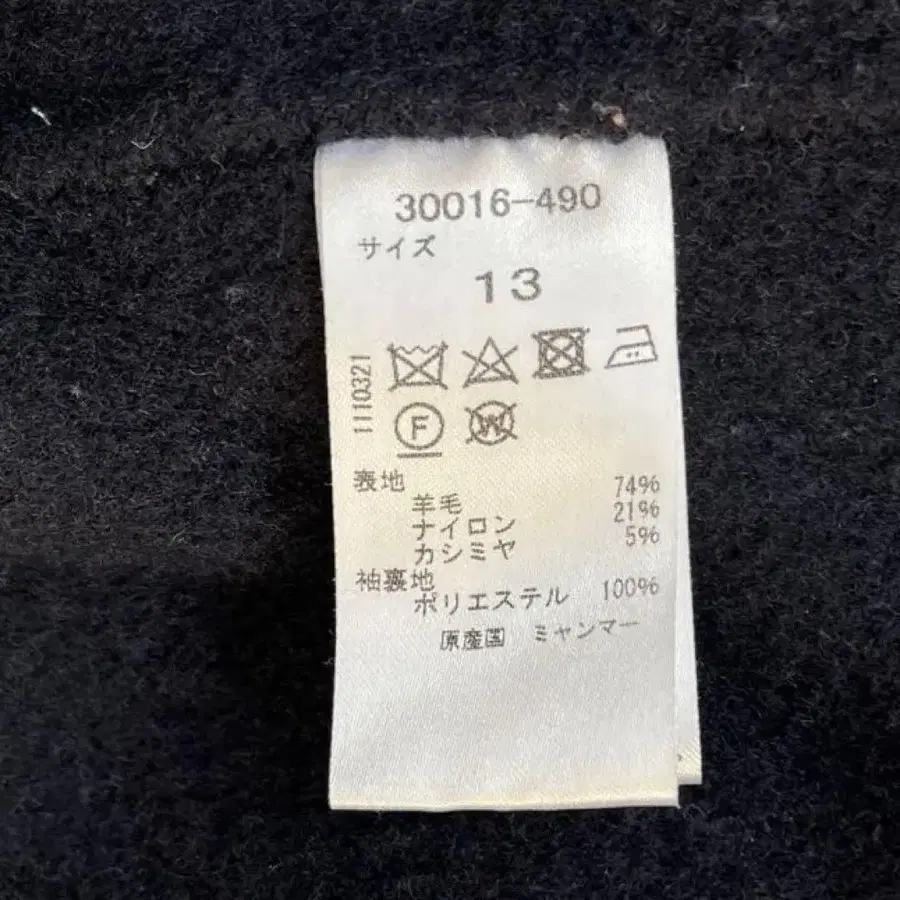 30016-490
サイズ
13
1110321
F
W
表地
羊毛 74%
ナイロン 21%
カシミヤ 5%
袖裏地
ポリエステル 100%
原産国 ミャンマー